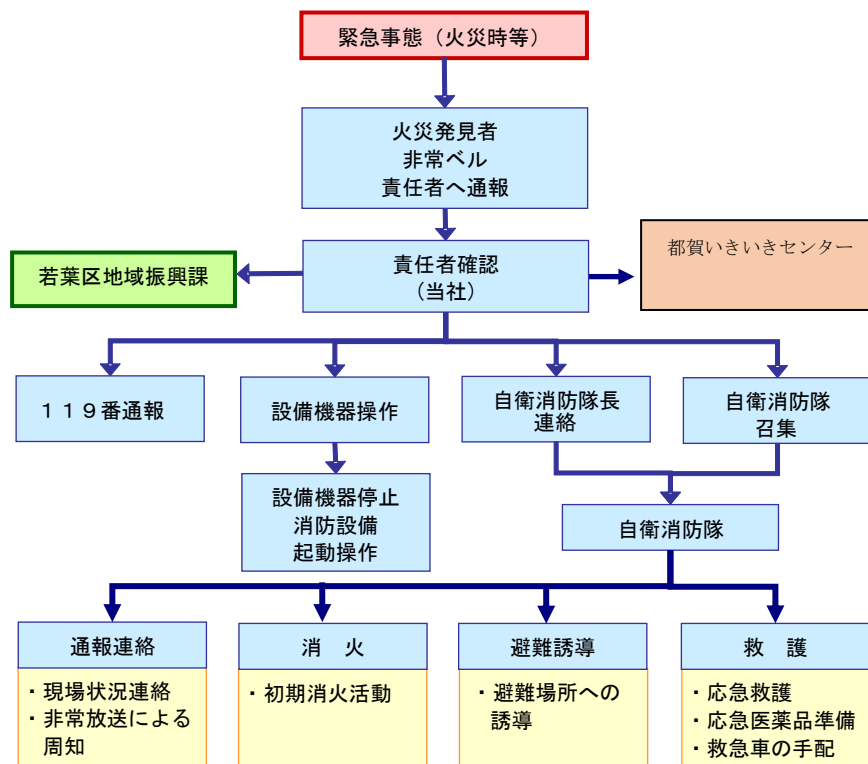 緊急事態(火災時等)
火災発見者
非常ベル
責任者へ通報
若葉区地域振興課
責任者確認
(当社)
都賀いきいきセンター
119番通報
設備機器操作
自衛消防隊長
連絡
自衛消防隊
召集
設備機器停止
消防設備
起動操作
自衛消防隊
通報連絡
・現場状況連絡
・非常放送による
周知
消 火
・初期消火活動
避難誘導
・避難場所への
誘導
救 護
・応急救護
・応急医薬品準備
・救急車の手配